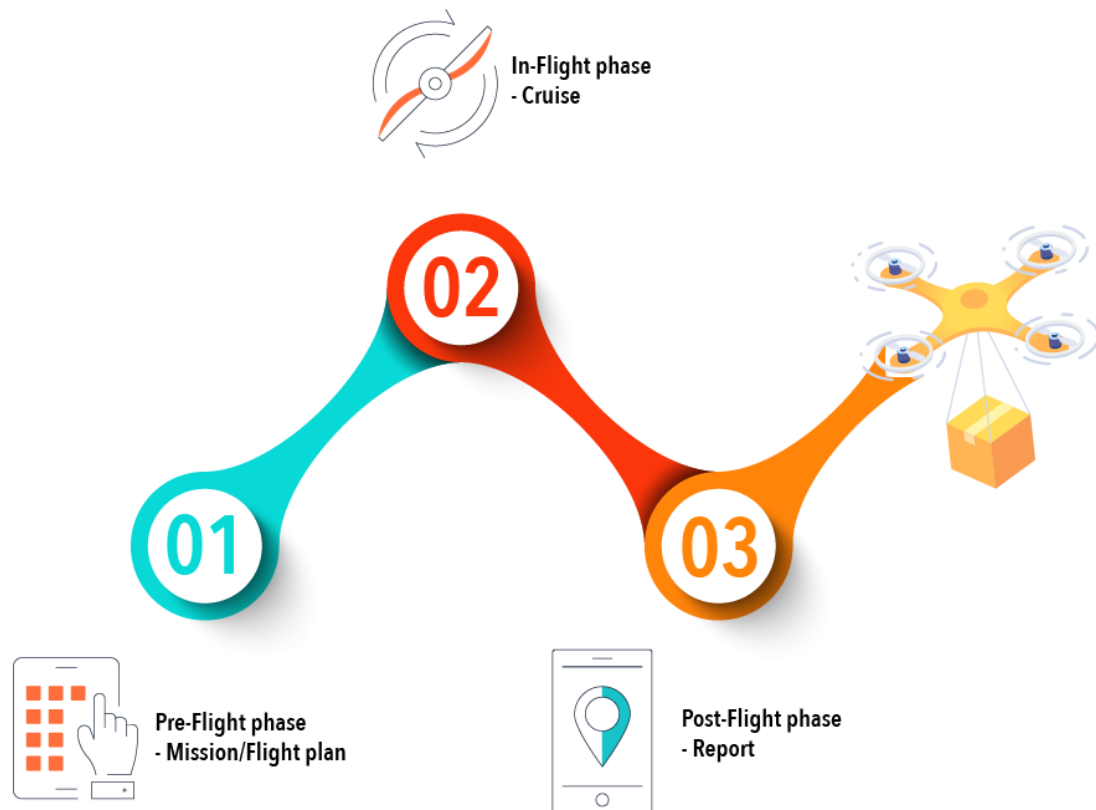 In-Flight phase
- Cruise
02
01
03
Pre-Flight phase
- Mission/Flight plan
Post-Flight phase
- Report